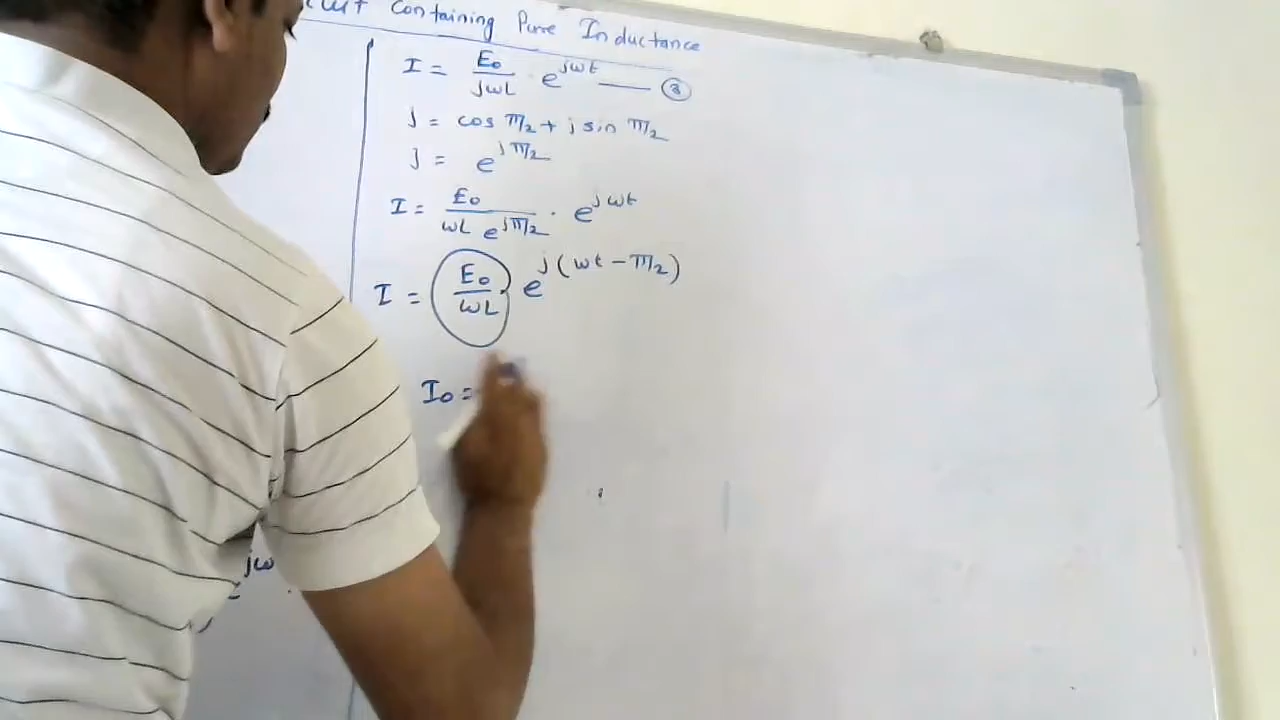 Containing Pure Inductance
I = E₀/jωL · e^jωt —— ③
j = cos π/2 + j sin π/2
j = e^jπ/2
I = E₀/ωL e^jπ/2 · e^jωt
I = E₀/ωL e^j(ωt − π/2)
I₀ =
jω